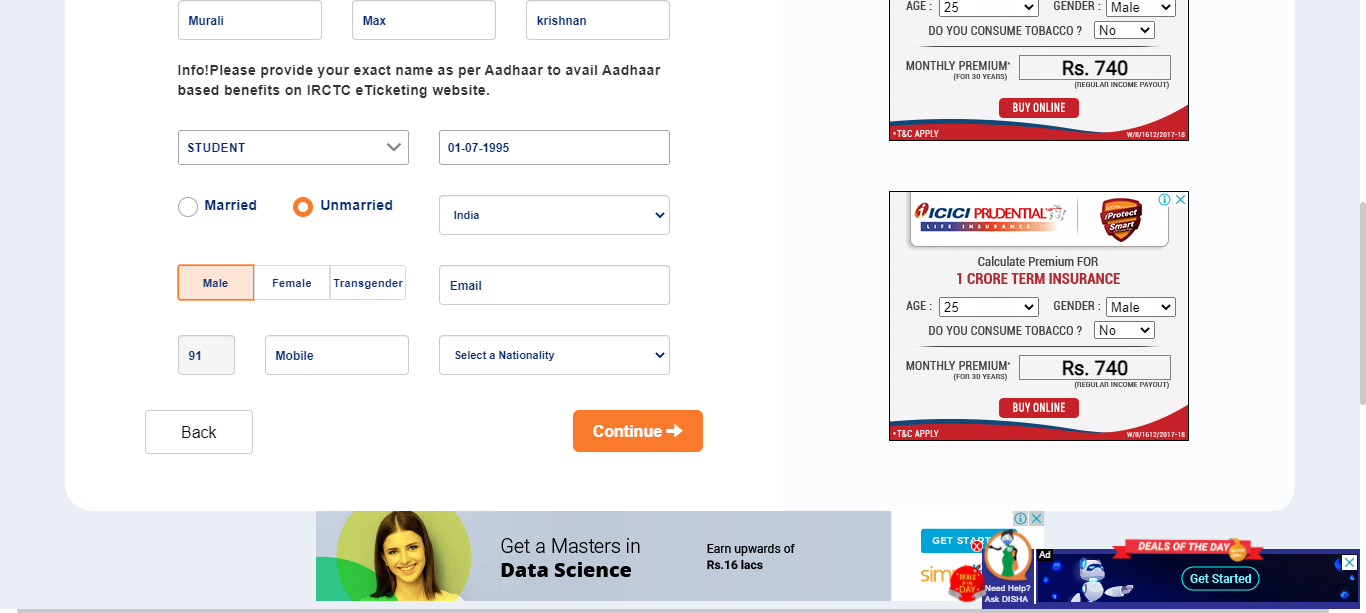 Murali
Max
krishnan
Info!Please provide your exact name as per Aadhaar to avail Aadhaar
based benefits on IRCTC eTicketing website.
STUDENT
01-07-1995
Married
Unmarried
India
Male
Female
Transgender
Email
91
Mobile
Select a Nationality
Back
Continue
AGE :
25
GENDER :
Male
DO YOU CONSUME TOBACCO ?
No
MONTHLY PREMIUM*
(FOR 30 YEARS)
Rs. 740
(REGULAR INCOME PAYOUT)
BUY ONLINE
*T&C APPLY
W/II/1612/2017-18
ICICI PRUDENTIAL
LIFE INSURANCE
iProtect
Smart
Calculate Premium FOR
1 CRORE TERM INSURANCE
AGE :
25
GENDER :
Male
DO YOU CONSUME TOBACCO ?
No
MONTHLY PREMIUM*
(FOR 30 YEARS)
Rs. 740
(REGULAR INCOME PAYOUT)
BUY ONLINE
*T&C APPLY
W/II/1612/2017-18
Get a Masters in
Data Science
Earn upwards of
Rs.16 lacs
GET START
sim
DEALS
OF THE
DAY
Need Help?
Ask DISHA
Ad
DEALS OF THE DAY
Get Started